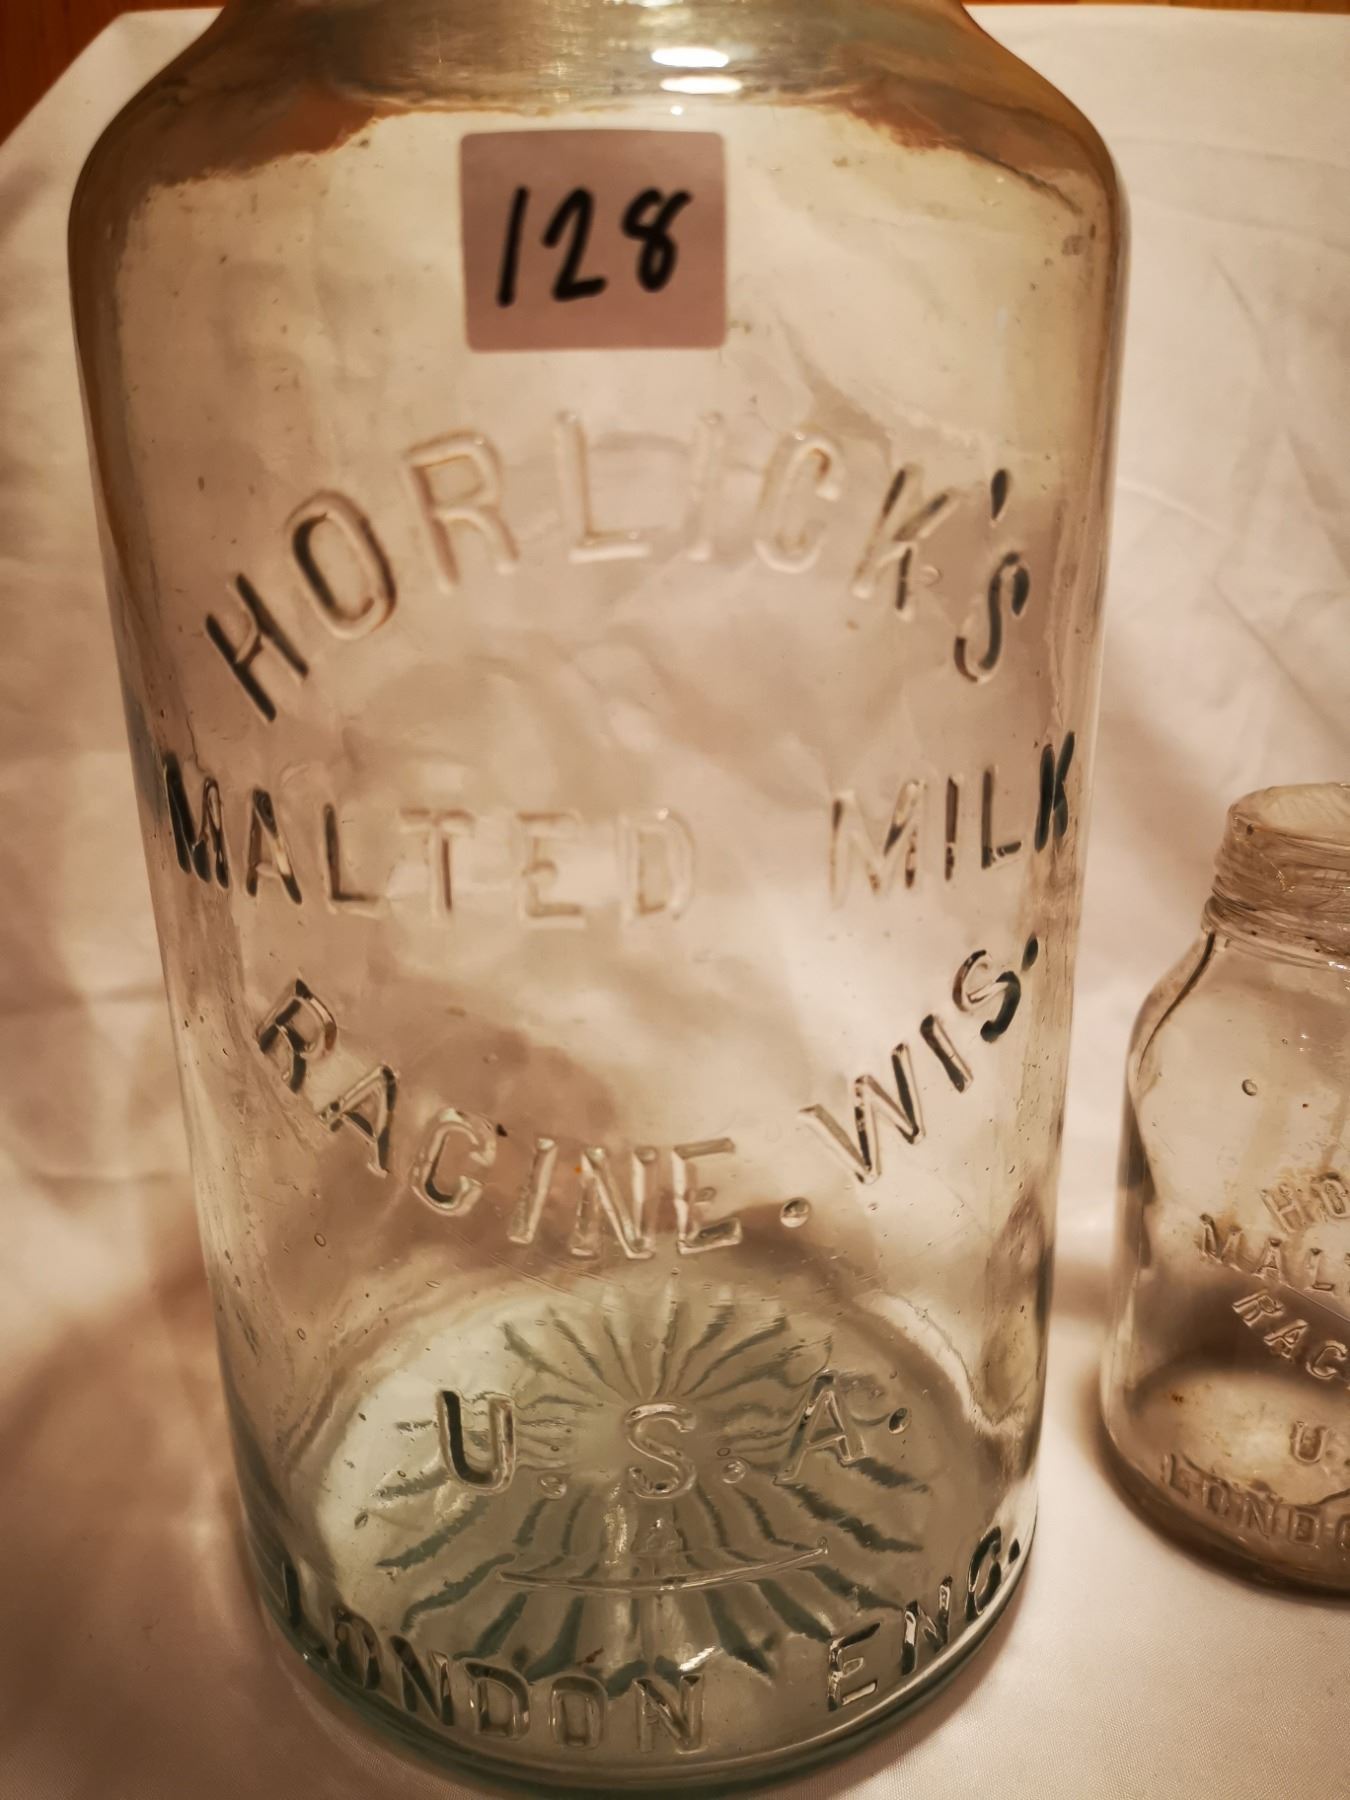 128
HORLICK'S
MALTED MILK
RACINE. WIS.
U.S.A.
LONDON ENG.